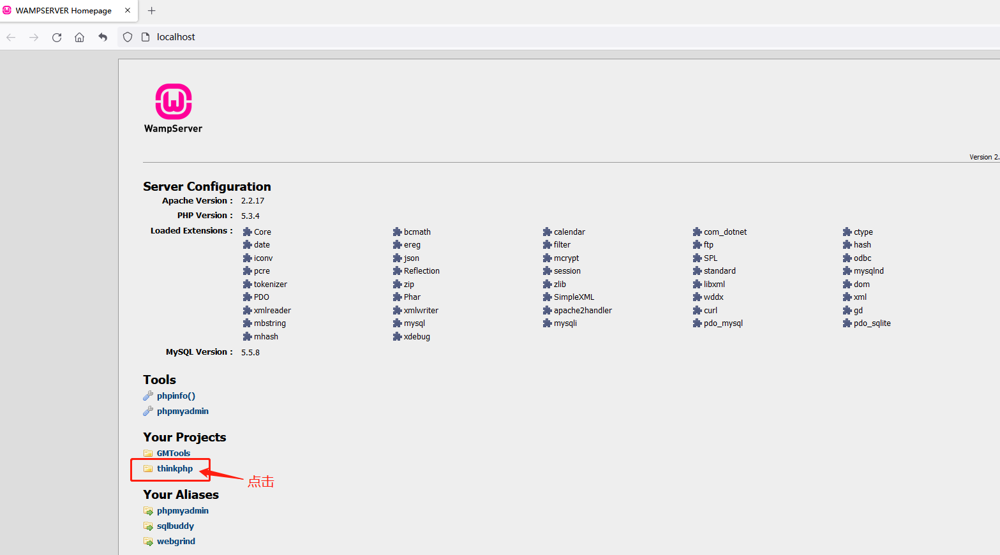 WAMPSERVER Homepage
localhost
WampServer
Version 2.
Server Configuration
Apache Version : 2.2.17
PHP Version : 5.3.4
Loaded Extensions : Core bcmath calendar com_dotnet ctype
date ereg filter ftp hash
iconv json mcrypt SPL odbc
pcre Reflection session standard mysqlnd
tokenizer zip zlib libxml dom
PDO Phar SimpleXML wddx xml
xmlreader xmlwriter apache2handler curl gd
mbstring mysql mysqli pdo_mysql pdo_sqlite
mhash xdebug
MySQL Version : 5.5.8
Tools
phpinfo()
phpmyadmin
Your Projects
GMTools
thinkphp
点击
Your Aliases
phpmyadmin
sqlbuddy
webgrind